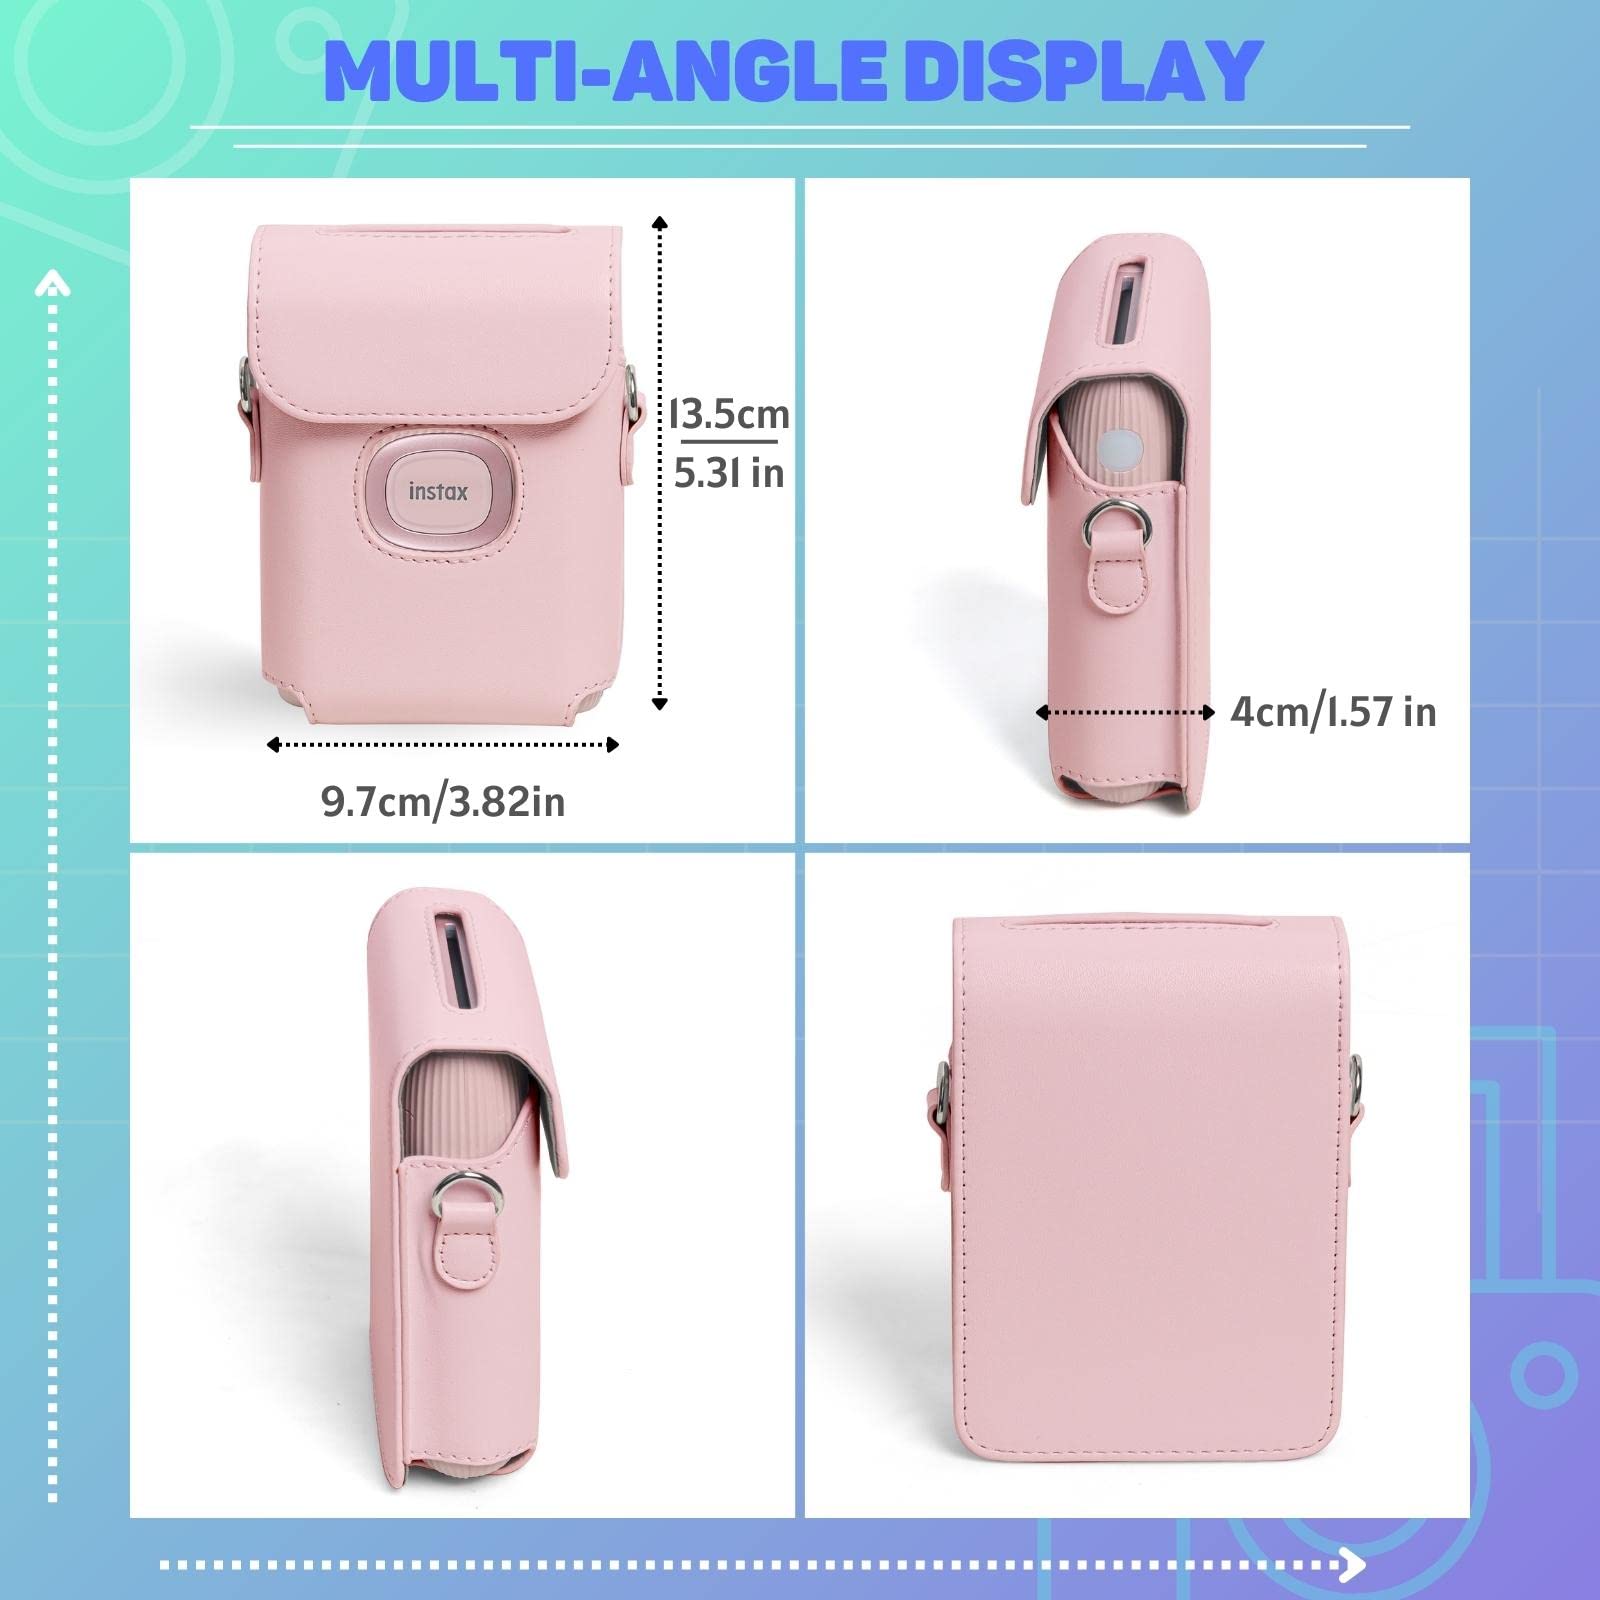 MULTI-ANGLE DISPLAY
instax
13.5cm
5.31 in
9.7cm/3.82in
4cm/1.57 in